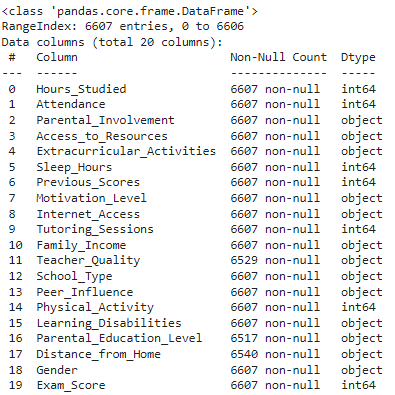 <class 'pandas.core.frame.DataFrame'>
RangeIndex: 6607 entries, 0 to 6606
Data columns (total 20 columns):
 #   Column                      Non-Null Count  Dtype
---  ------                      --------------  -----
 0   Hours_Studied               6607 non-null   int64
 1   Attendance                  6607 non-null   int64
 2   Parental_Involvement        6607 non-null   object
 3   Access_to_Resources         6607 non-null   object
 4   Extracurricular_Activities  6607 non-null   object
 5   Sleep_Hours                 6607 non-null   int64
 6   Previous_Scores             6607 non-null   int64
 7   Motivation_Level            6607 non-null   object
 8   Internet_Access             6607 non-null   object
 9   Tutoring_Sessions           6607 non-null   int64
 10  Family_Income               6607 non-null   object
 11  Teacher_Quality             6529 non-null   object
 12  School_Type                 6607 non-null   object
 13  Peer_Influence              6607 non-null   object
 14  Physical_Activity           6607 non-null   int64
 15  Learning_Disabilities       6607 non-null   object
 16  Parental_Education_Level    6517 non-null   object
 17  Distance_from_Home          6540 non-null   object
 18  Gender                      6607 non-null   object
 19  Exam_Score                  6607 non-null   int64